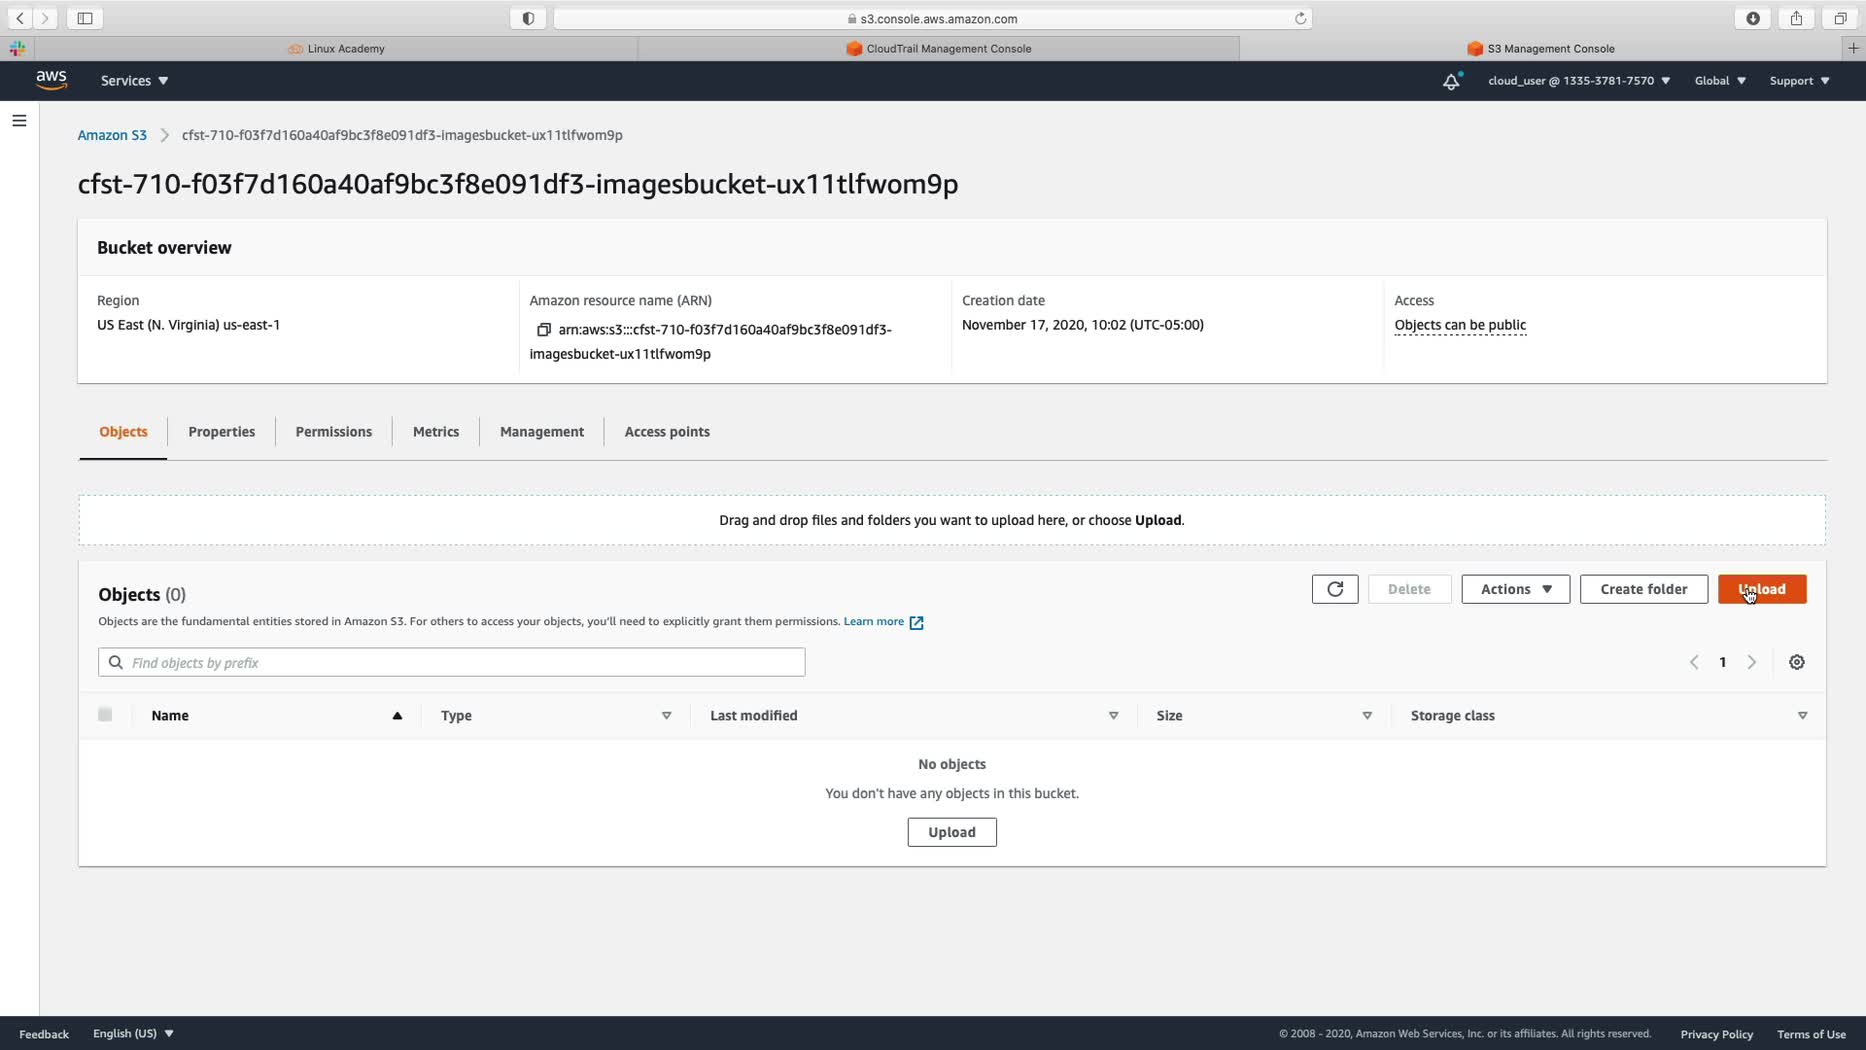 s3.console.aws.amazon.com
Linux Academy
CloudTrail Management Console
S3 Management Console
aws
Services
cloud_user @ 1335-3781-7570
Global
Support
Amazon S3
cfst-710-f03f7d160a40af9bc3f8e091df3-imagesbucket-ux11tlfwom9p
cfst-710-f03f7d160a40af9bc3f8e091df3-imagesbucket-ux11tlfwom9p
Bucket overview
Region
US East (N. Virginia) us-east-1
Amazon resource name (ARN)
arn:aws:s3:::cfst-710-f03f7d160a40af9bc3f8e091df3-
imagesbucket-ux11tlfwom9p
Creation date
November 17, 2020, 10:02 (UTC-05:00)
Access
Objects can be public
Objects
Properties
Permissions
Metrics
Management
Access points
Drag and drop files and folders you want to upload here, or choose Upload.
Objects (0)
Delete
Actions
Create folder
Upload
Objects are the fundamental entities stored in Amazon S3. For others to access your objects, you'll need to explicitly grant them permissions. Learn more
Find objects by prefix
1
Name
Type
Last modified
Size
Storage class
No objects
You don't have any objects in this bucket.
Upload
Feedback
English (US)
© 2008 - 2020, Amazon Web Services, Inc. or its affiliates. All rights reserved.
Privacy Policy
Terms of Use